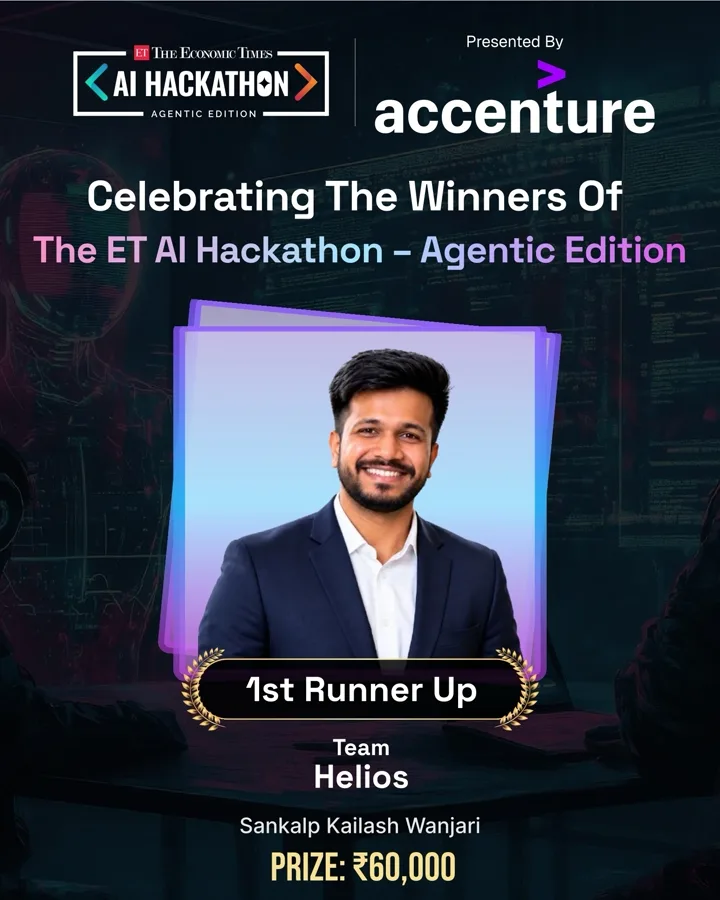 ET THE ECONOMIC TIMES
AI HACKATHON
AGENTIC EDITION
Presented By
accenture
Celebrating The Winners Of
The ET AI Hackathon – Agentic Edition
1st Runner Up
Team
Helios
Sankalp Kailash Wanjari
PRIZE: ₹60,000